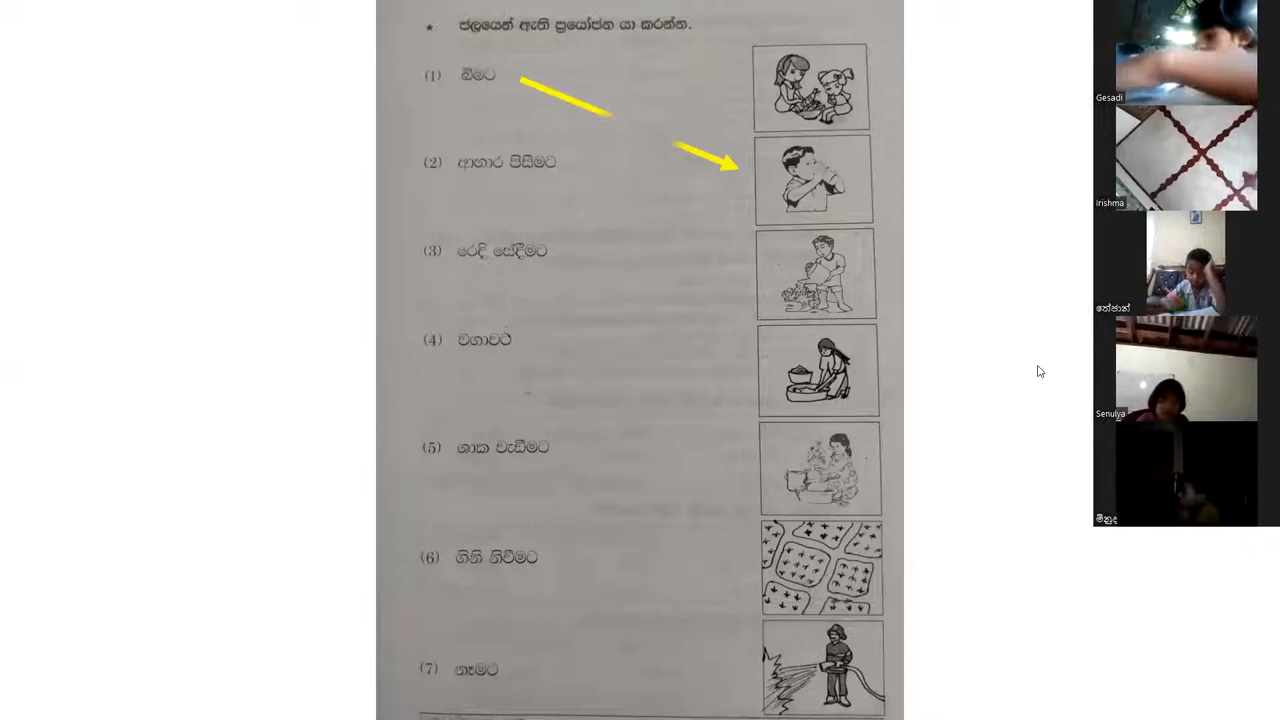 ★ ජලයෙන් ඇති ප්‍රයෝජන යා කරන්න.
(1) බීමට
(2) ආහාර පිසීමට
(3) රෙදි සේදීමට
(4) වගාවට
(5) ශාක වැඩීමට
(6) ගිනි නිවීමට
(7) නෑමට
Gesadi
Irishma
තේජාන්
Senulya
මිනුද